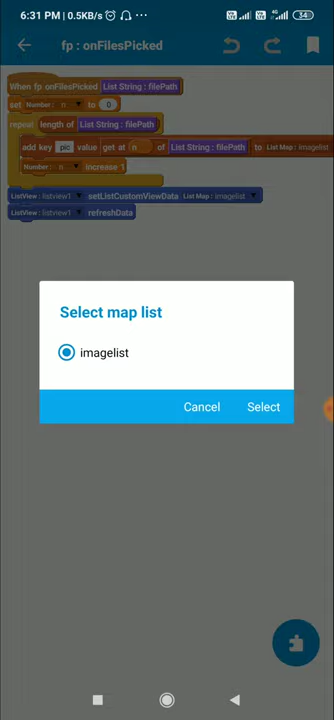 6:31 PM | 0.5KB/s ... 4G 54
fp : onFilesPicked
When fp onFilesPicked List String : filePath
set Number : n to 0
repeat length of List String : filePath
add key pic value get at n of List String : filePath to List Map : imagelist
Number : n increase 1
ListView : listview1 setListCustomViewData List Map : imagelist
ListView : listview1 refreshData
Select map list
imagelist
Cancel Select